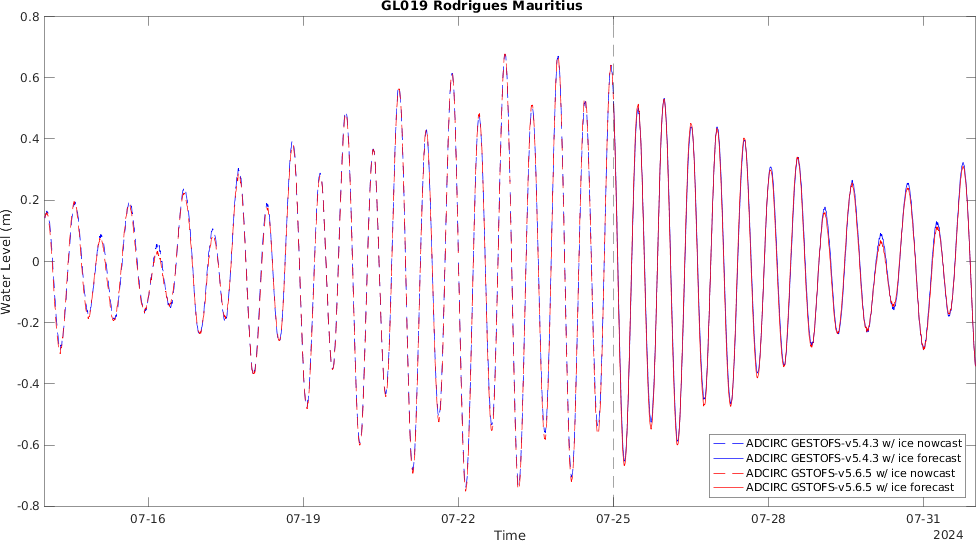 GL019 Rodrigues Mauritius
Water Level (m)
0.8
0.6
0.4
0.2
0
-0.2
-0.4
-0.6
-0.8
ADCIRC GESTOFS-v5.4.3 w/ ice nowcast
ADCIRC GESTOFS-v5.4.3 w/ ice forecast
ADCIRC GSTOFS-v5.6.5 w/ ice nowcast
ADCIRC GSTOFS-v5.6.5 w/ ice forecast
07-16 07-19 07-22 07-25 07-28 07-31
Time
2024